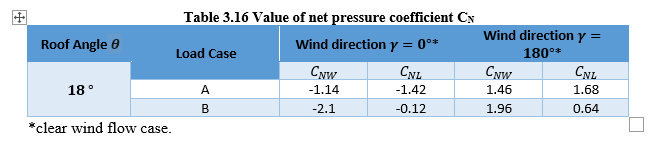 Table 3.16 Value of net pressure coefficient CN
Roof Angle θ Load Case Wind direction γ = 0°* Wind direction γ =
180°*
CNW CNL CNW CNL
18 ° A -1.14 -1.42 1.46 1.68
B -2.1 -0.12 1.96 0.64
*clear wind flow case.